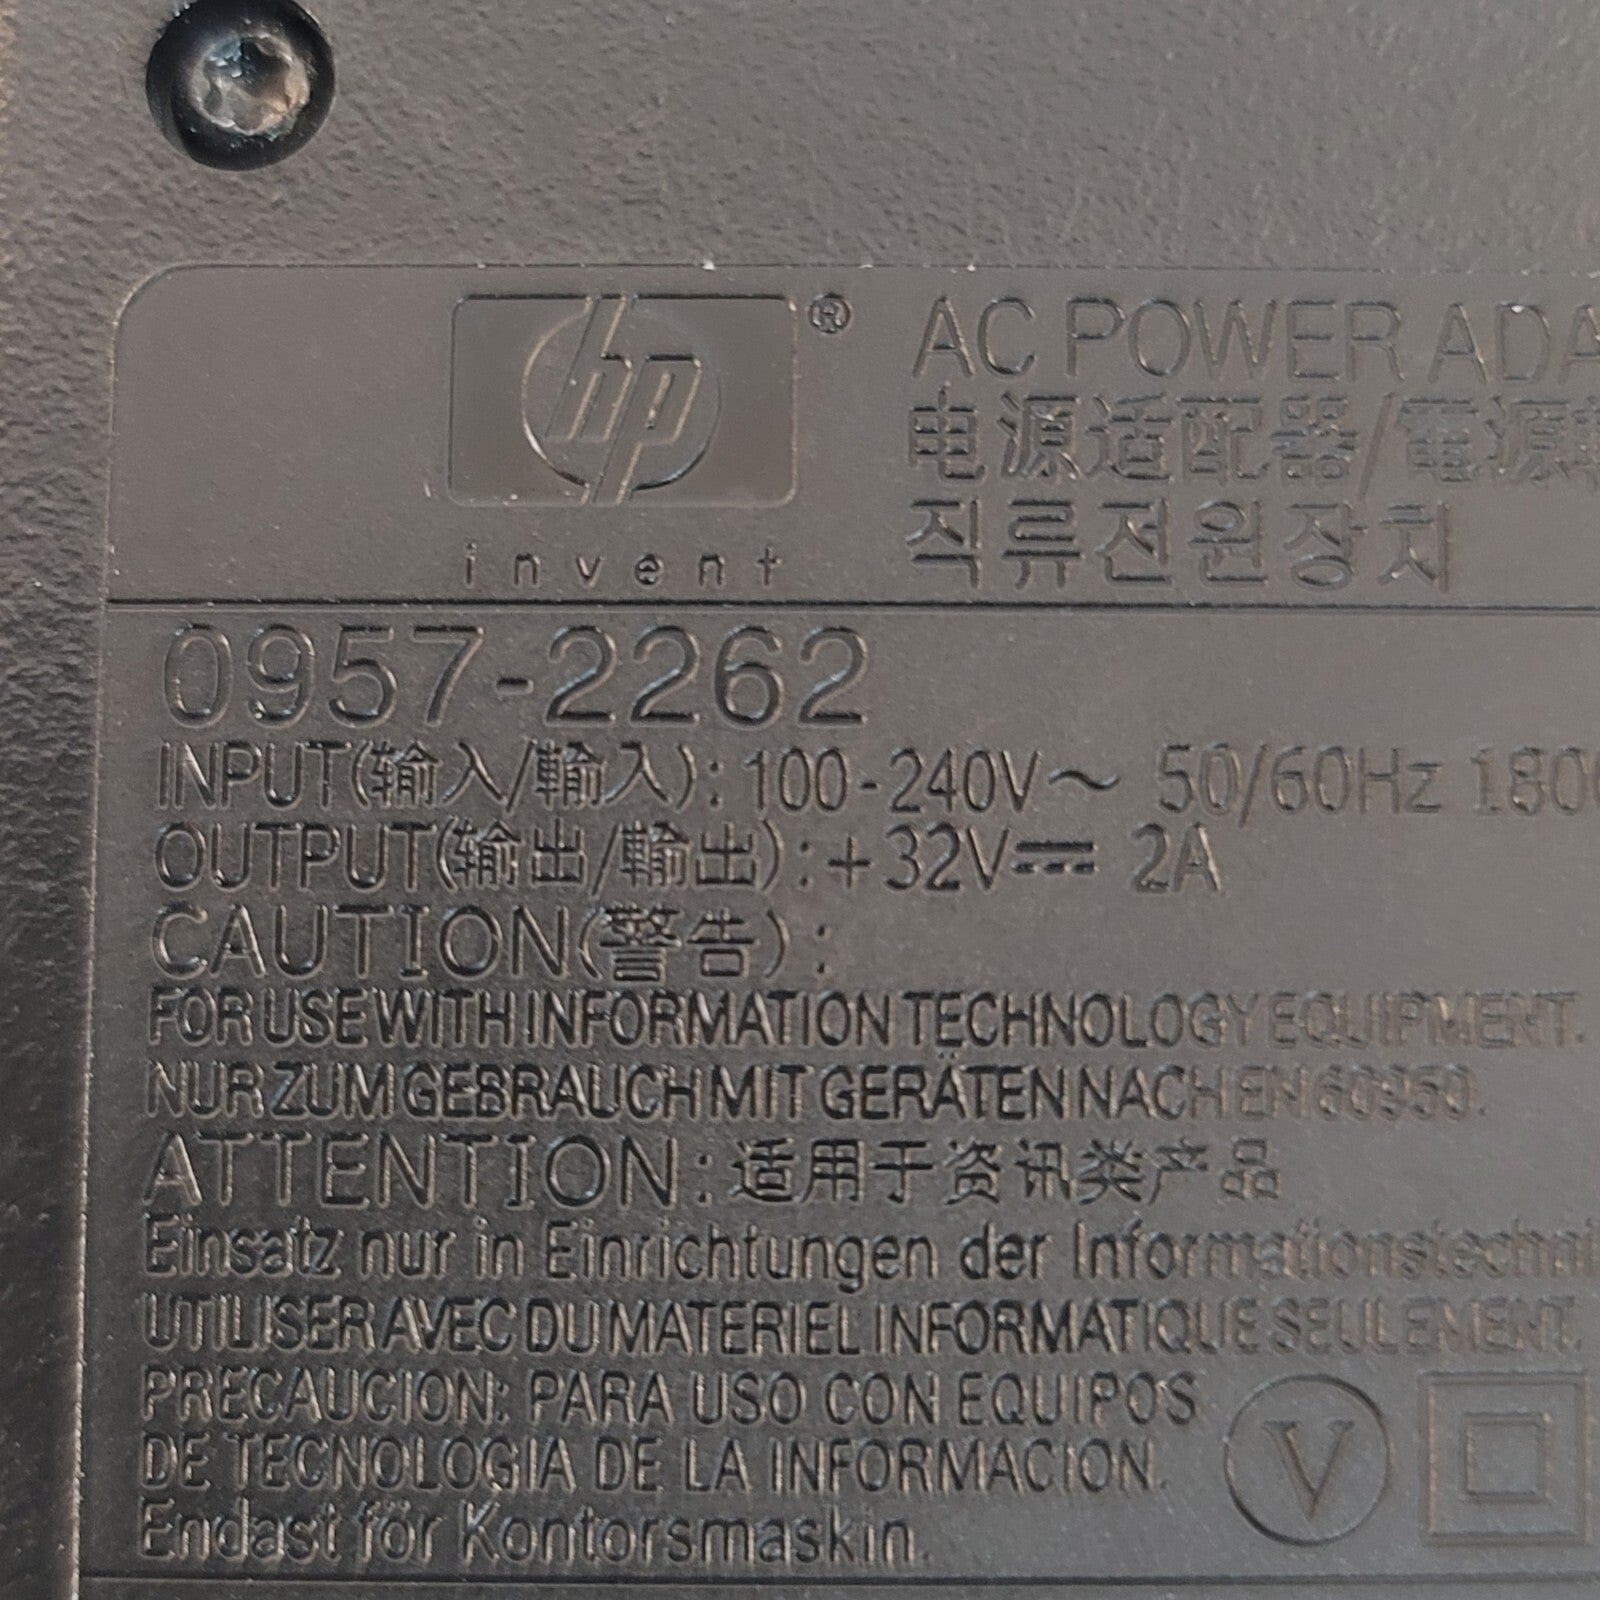 hp® AC POWER ADA
电源适配器/電源
invent 직류전원장치
0957-2262
INPUT(输入/輸入): 100-240V~ 50/60Hz 180
OUTPUT(输出/輸出): +32V⎓ 2A
CAUTION(警告):
FOR USE WITH INFORMATION TECHNOLOGY EQUIPMENT.
NUR ZUM GEBRAUCH MIT GERÄTEN NACH EN 60950.
ATTENTION: 适用于资讯类产品
Einsatz nur in Einrichtungen der Informationstechni
UTILISER AVEC DU MATERIEL INFORMATIQUE SEULEMENT.
PRECAUCION: PARA USO CON EQUIPOS
DE TECNOLOGIA DE LA INFORMACION.
V
Endast för Kontorsmaskin.